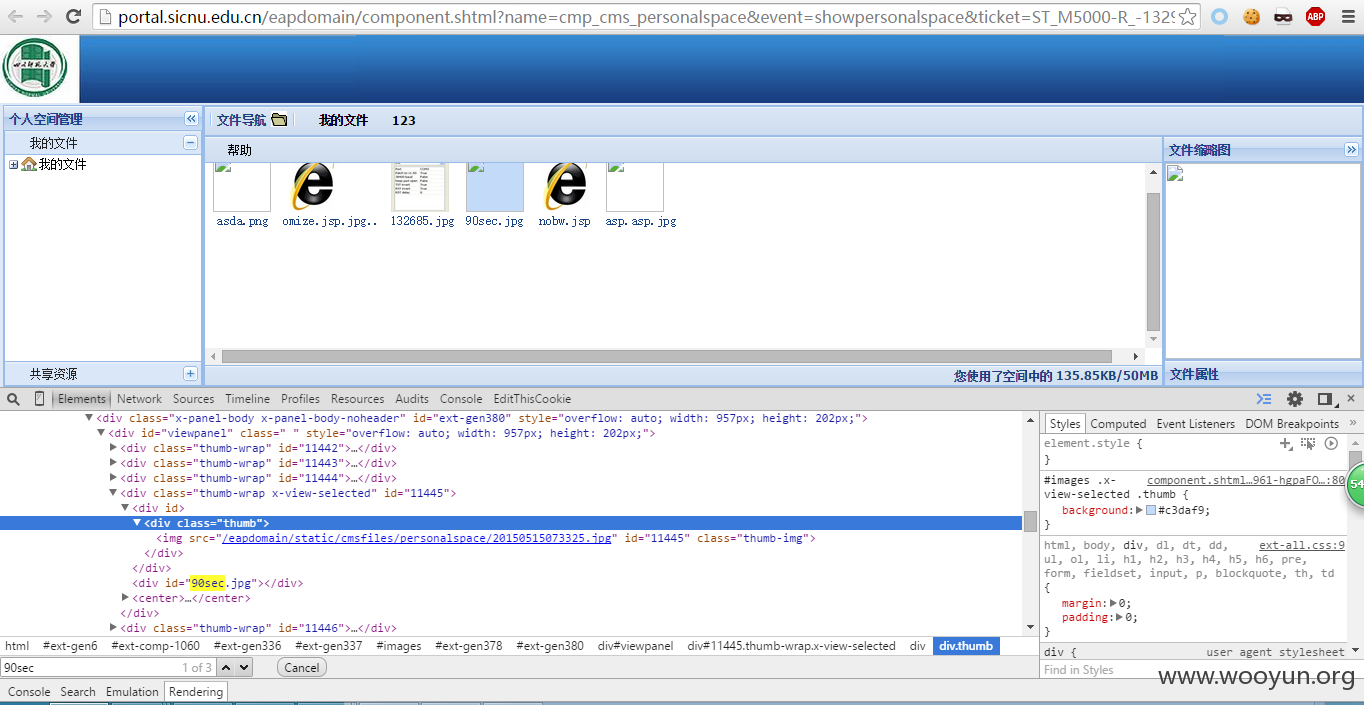 portal.sicnu.edu.cn/eapdomain/component.shtml?name=cmp_cms_personalspace&event=showpersonalspace&ticket=ST_M5000-R_-1329
ABP
个人空间管理
文件导航 我的文件 123
我的文件
帮助
文件缩略图
我的文件
asda.png omize.jsp.jpg.. 132685.jpg 90sec.jpg nobw.jsp asp.asp.jpg
共享资源
您使用了空间中的 135.85KB/50MB
文件属性
Elements Network Sources Timeline Profiles Resources Audits Console EditThisCookie
<div class="x-panel-body x-panel-body-noheader" id="ext-gen380" style="overflow: auto; width: 957px; height: 202px;">
<div id="viewpanel" class=" " style="overflow: auto; width: 957px; height: 202px;">
<div class="thumb-wrap" id="11442">…</div>
<div class="thumb-wrap" id="11443">…</div>
<div class="thumb-wrap" id="11444">…</div>
<div class="thumb-wrap x-view-selected" id="11445">
<div id>
<div class="thumb">
<img src="/eapdomain/static/cmsfiles/personalspace/20150515073325.jpg" id="11445" class="thumb-img">
</div>
</div>
<div id="90sec.jpg"></div>
<center>…</center>
</div>
<div class="thumb-wrap" id="11446">…</div>
Styles Computed Event Listeners DOM Breakpoints »
element.style {
}
#images .x- component.shtml…961-hgpaFO…:80
view-selected .thumb {
background: #c3daf9;
}
html, body, div, dl, dt, dd, ext-all.css:9
ul, ol, li, h1, h2, h3, h4, h5, h6, pre,
form, fieldset, input, p, blockquote, th, td
{
margin: 0;
padding: 0;
}
div { user agent stylesheet
Find in Styles
54
html #ext-gen6 #ext-comp-1060 #ext-gen336 #ext-gen337 #images #ext-gen378 #ext-gen380 div#viewpanel div#11445.thumb-wrap.x-view-selected div div.thumb
90sec 1 of 3 Cancel
Console Search Emulation Rendering
www.wooyun.org